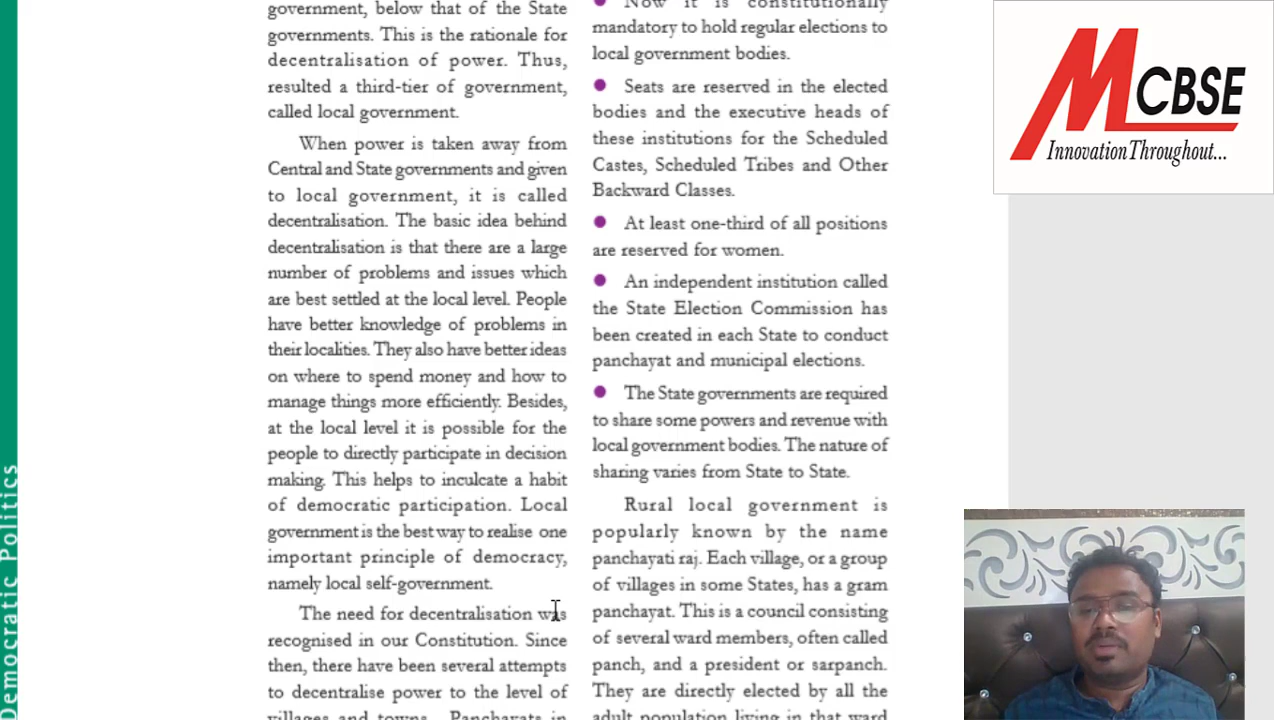 government, below that of the State
governments. This is the rationale for
decentralisation of power. Thus,
resulted a third-tier of government,
called local government.
When power is taken away from
Central and State governments and given
to local government, it is called
decentralisation. The basic idea behind
decentralisation is that there are a large
number of problems and issues which
are best settled at the local level. People
have better knowledge of problems in
their localities. They also have better ideas
on where to spend money and how to
manage things more efficiently. Besides,
at the local level it is possible for the
people to directly participate in decision
making. This helps to inculcate a habit
of democratic participation. Local
government is the best way to realise one
important principle of democracy,
namely local self-government.
The need for decentralisation was
recognised in our Constitution. Since
then, there have been several attempts
to decentralise power to the level of
villages and towns. Panchayats in
● Now it is constitutionally
mandatory to hold regular elections to
local government bodies.
● Seats are reserved in the elected
bodies and the executive heads of
these institutions for the Scheduled
Castes, Scheduled Tribes and Other
Backward Classes.
● At least one-third of all positions
are reserved for women.
● An independent institution called
the State Election Commission has
been created in each State to conduct
panchayat and municipal elections.
● The State governments are required
to share some powers and revenue with
local government bodies. The nature of
sharing varies from State to State.
Rural local government is
popularly known by the name
panchayati raj. Each village, or a group
of villages in some States, has a gram
panchayat. This is a council consisting
of several ward members, often called
panch, and a president or sarpanch.
They are directly elected by all the
adult population living in that ward
Democratic Politics
MCBSE
Innovation Throughout...